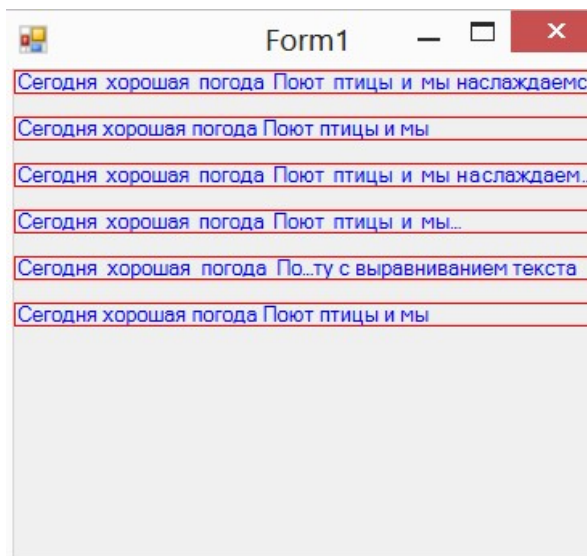 Form1
Сегодня хорошая погода Поют птицы и мы наслаждаемс
Сегодня хорошая погода Поют птицы и мы
Сегодня хорошая погода Поют птицы и мы наслаждаем..
Сегодня хорошая погода Поют птицы и мы...
Сегодня хорошая погода По...ту с выравниванием текста
Сегодня хорошая погода Поют птицы и мы